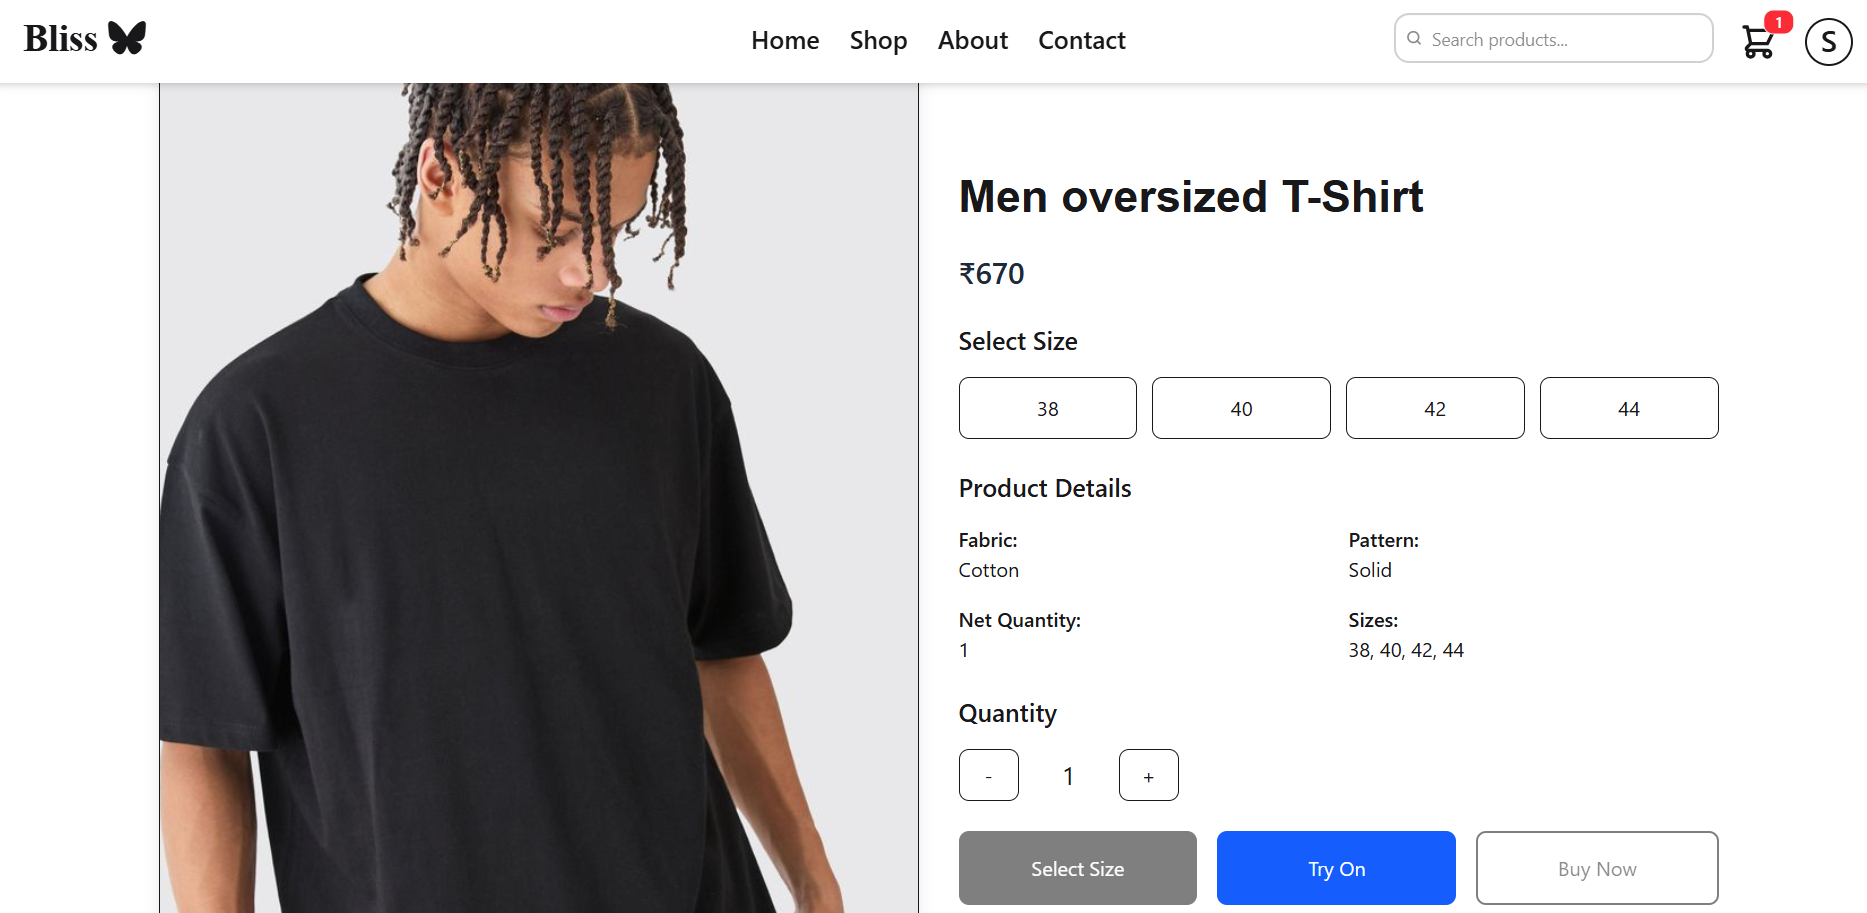 Bliss
Home Shop About Contact
Search products...
1
S
Men oversized T-Shirt
₹670
Select Size
38 40 42 44
Product Details
Fabric: Pattern:
Cotton Solid
Net Quantity: Sizes:
1 38, 40, 42, 44
Quantity
- 1 +
Select Size Try On Buy Now